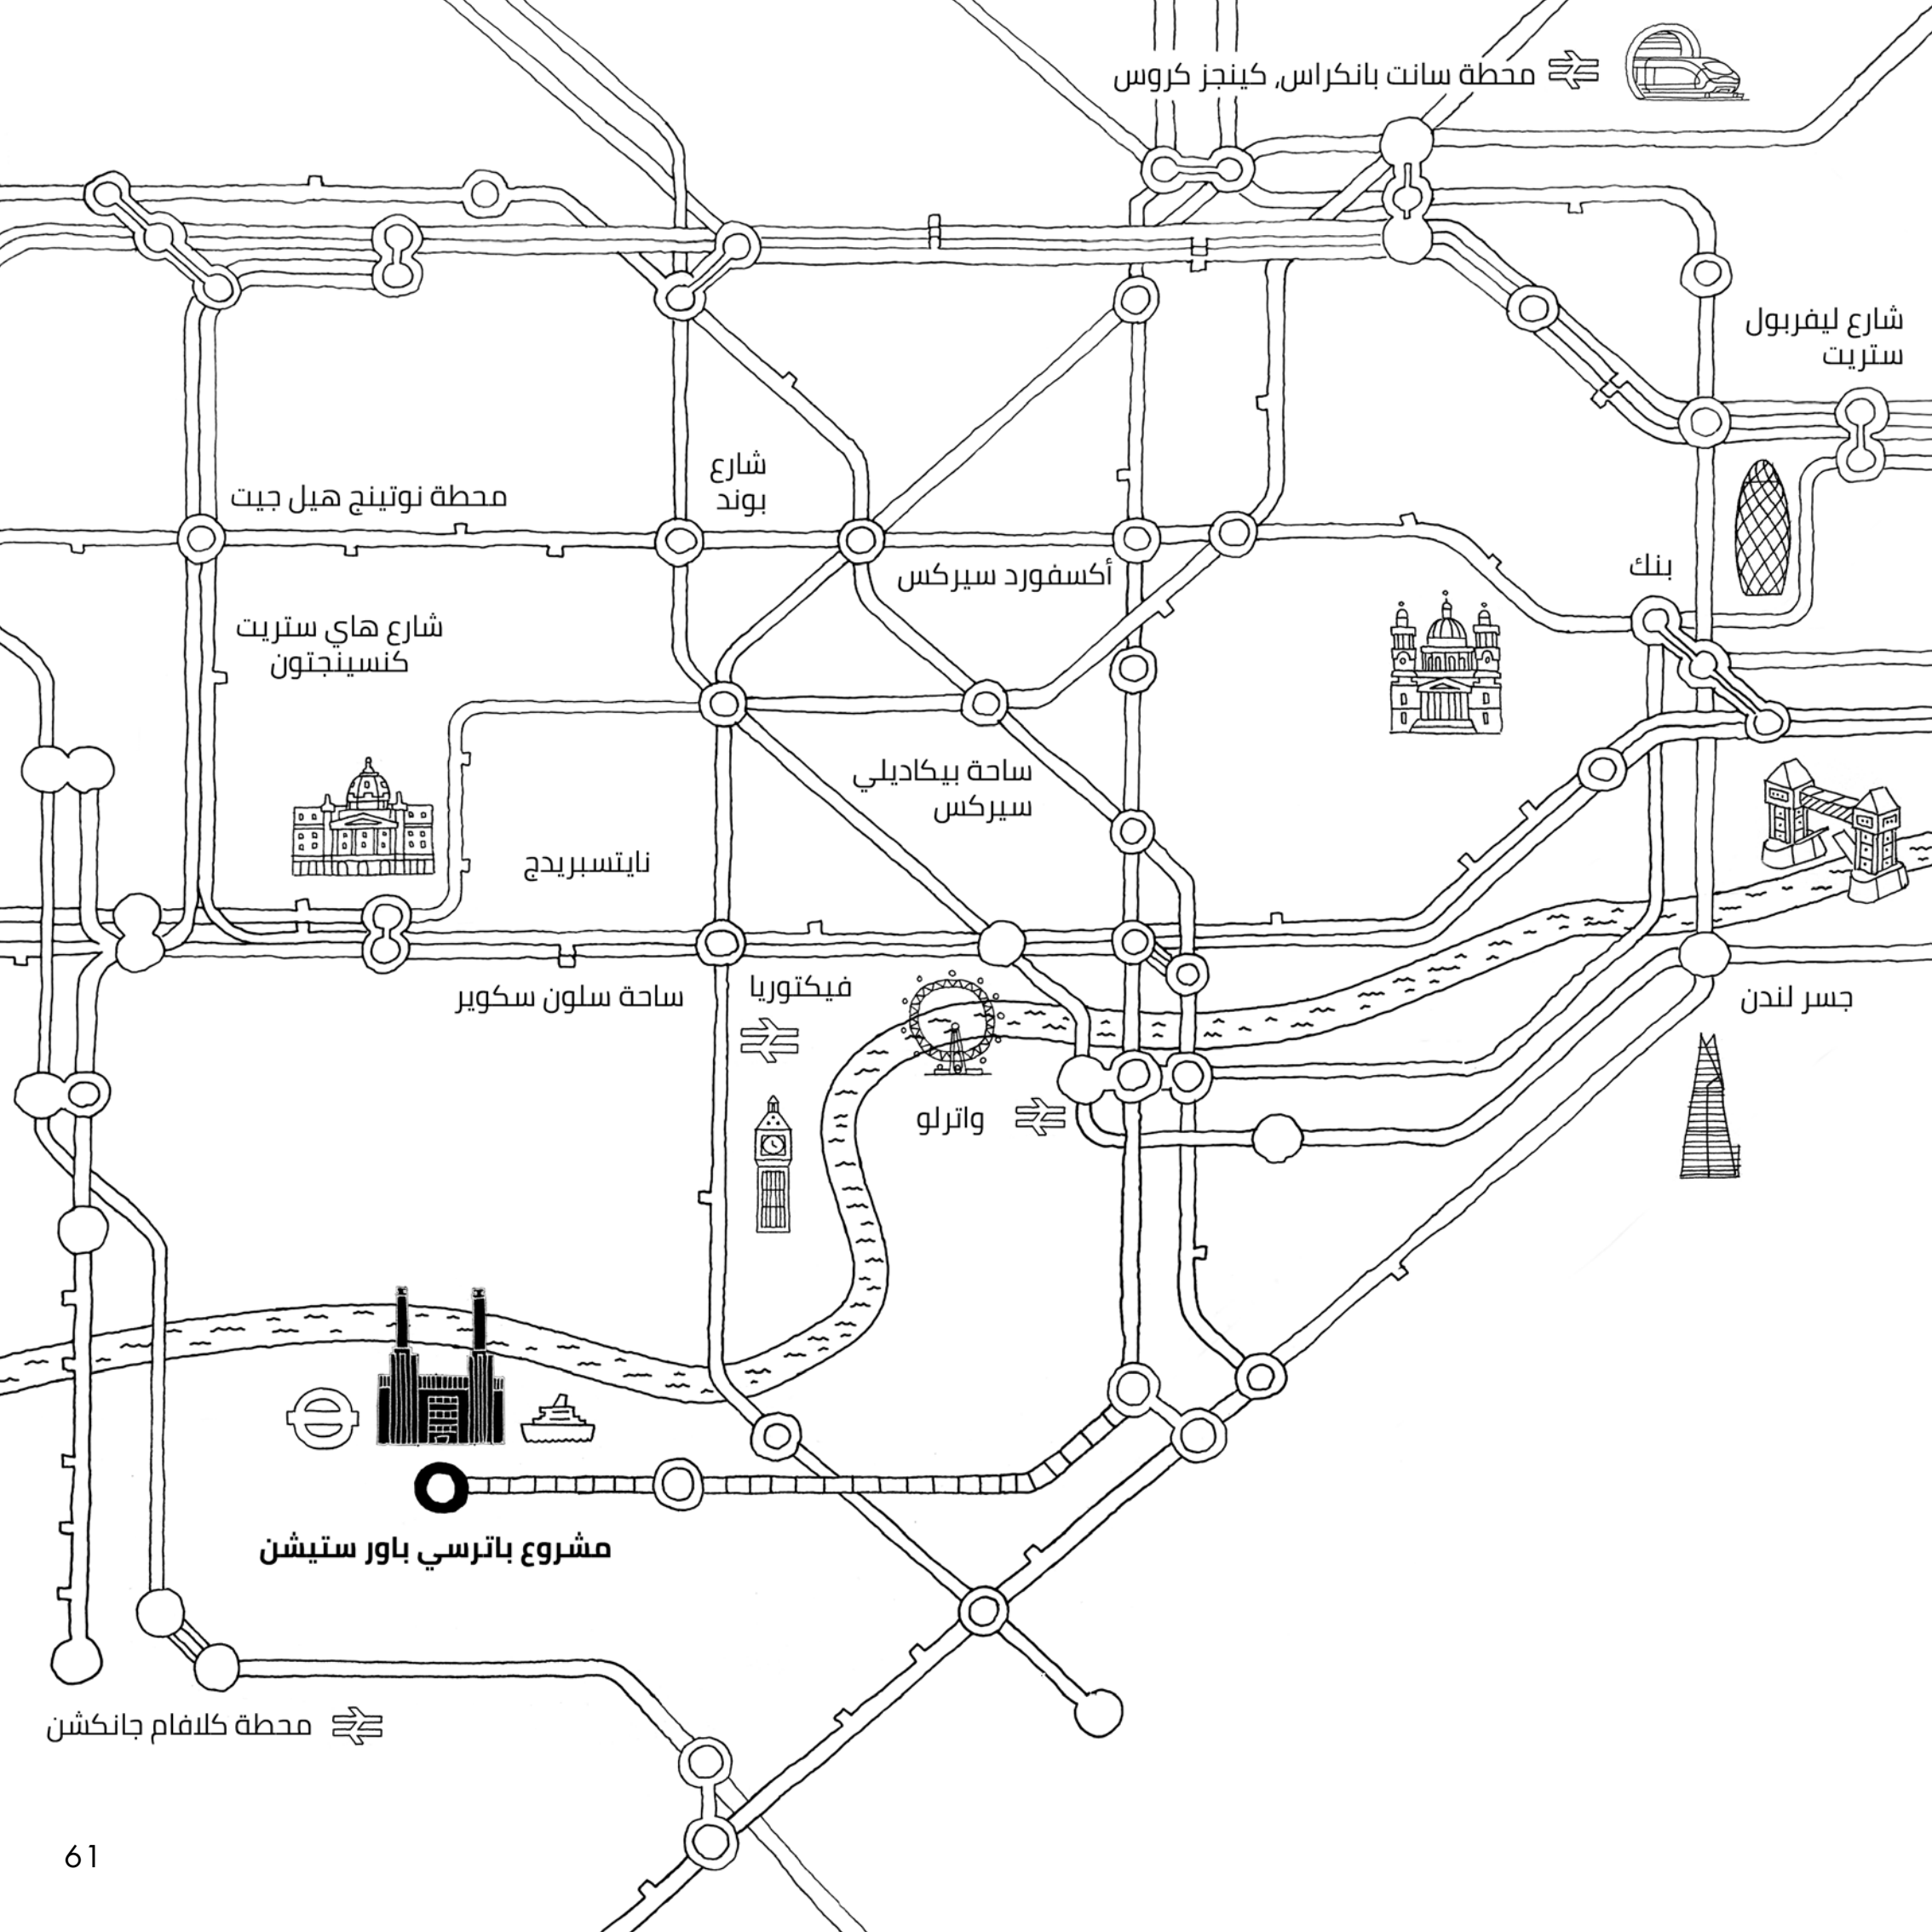 محطة سانت بانكراس، كينجز كروس
شارع ليفربول
ستريت
شارع
بوند
محطة نوتينج هيل جيت
أكسفورد سيركس
بنك
شارع هاي ستريت
كنسينجتون
ساحة بيكاديلي
سيركس
نايتسبريدج
ساحة سلون سكوير
فيكتوريا
جسر لندن
واترلو
مشروع باترسي باور ستيشن
محطة كلافام جانكشن
61